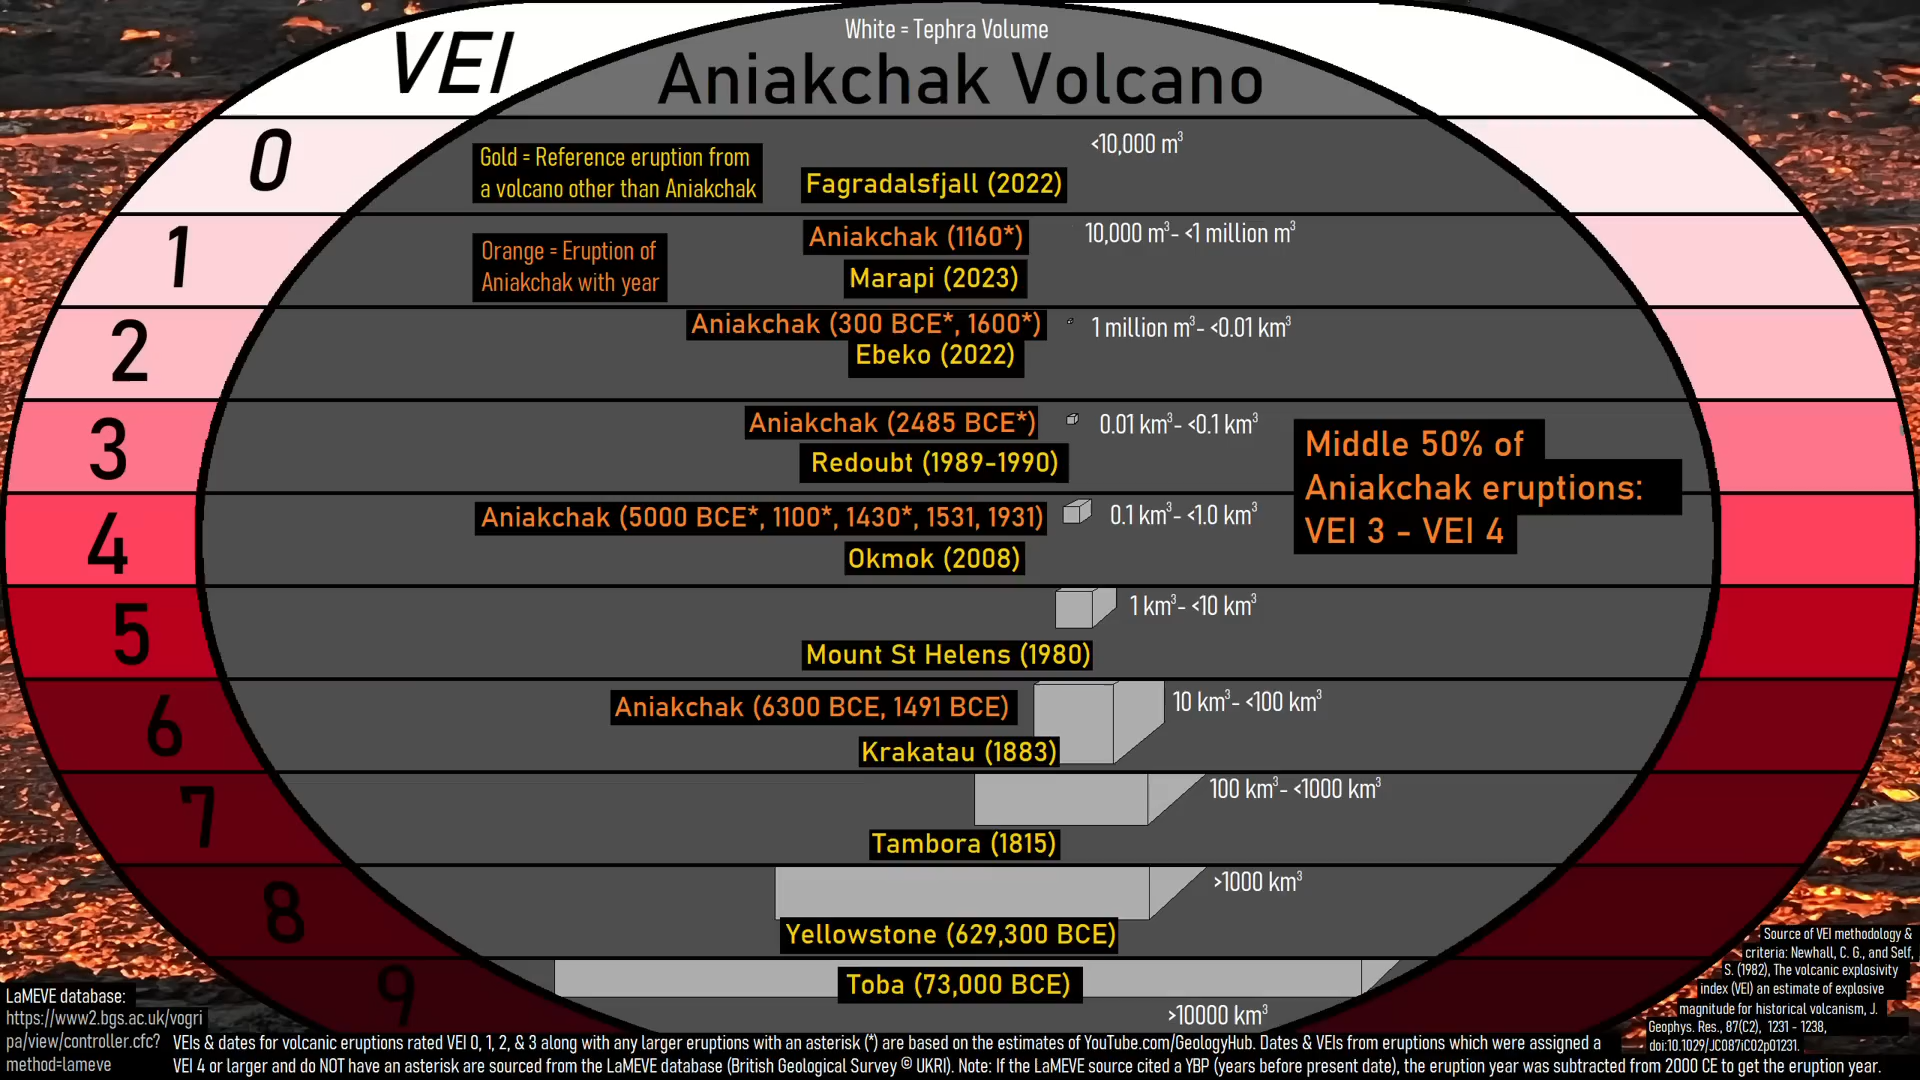 White = Tephra Volume
VEI
Aniakchak Volcano
0
Gold = Reference eruption from
a volcano other than Aniakchak
<10,000 m³
Fagradalsfjall (2022)
1
Orange = Eruption of
Aniakchak with year
Aniakchak (1160*)
10,000 m³- <1 million m³
Marapi (2023)
2
Aniakchak (300 BCE*, 1600*)
1 million m³- <0.01 km³
Ebeko (2022)
3
Aniakchak (2485 BCE*)
0.01 km³- <0.1 km³
Redoubt (1989-1990)
Middle 50% of
Aniakchak eruptions:
VEI 3 - VEI 4
4
Aniakchak (5000 BCE*, 1100*, 1430*, 1531, 1931)
0.1 km³- <1.0 km³
Okmok (2008)
5
1 km³- <10 km³
Mount St Helens (1980)
6
Aniakchak (6300 BCE, 1491 BCE)
10 km³- <100 km³
Krakatau (1883)
7
100 km³- <1000 km³
Tambora (1815)
8
>1000 km³
Yellowstone (629,300 BCE)
9
Toba (73,000 BCE)
>10000 km³
Source of VEI methodology &
criteria: Newhall, C. G., and Self,
S. (1982), The volcanic explosivity
index (VEI) an estimate of explosive
magnitude for historical volcanism, J.
Geophys. Res., 87(C2), 1231 - 1238,
doi:10.1029/JC087iC02p01231.
LaMEVE database:
https://www2.bgs.ac.uk/vogri
pa/view/controller.cfc?
method=lameve
VEIs & dates for volcanic eruptions rated VEI 0, 1, 2, & 3 along with any larger eruptions with an asterisk (*) are based on the estimates of YouTube.com/GeologyHub. Dates & VEIs from eruptions which were assigned a
VEI 4 or larger and do NOT have an asterisk are sourced from the LaMEVE database (British Geological Survey © UKRI). Note: If the LaMEVE source cited a YBP (years before present date), the eruption year was subtracted from 2000 CE to get the eruption year.